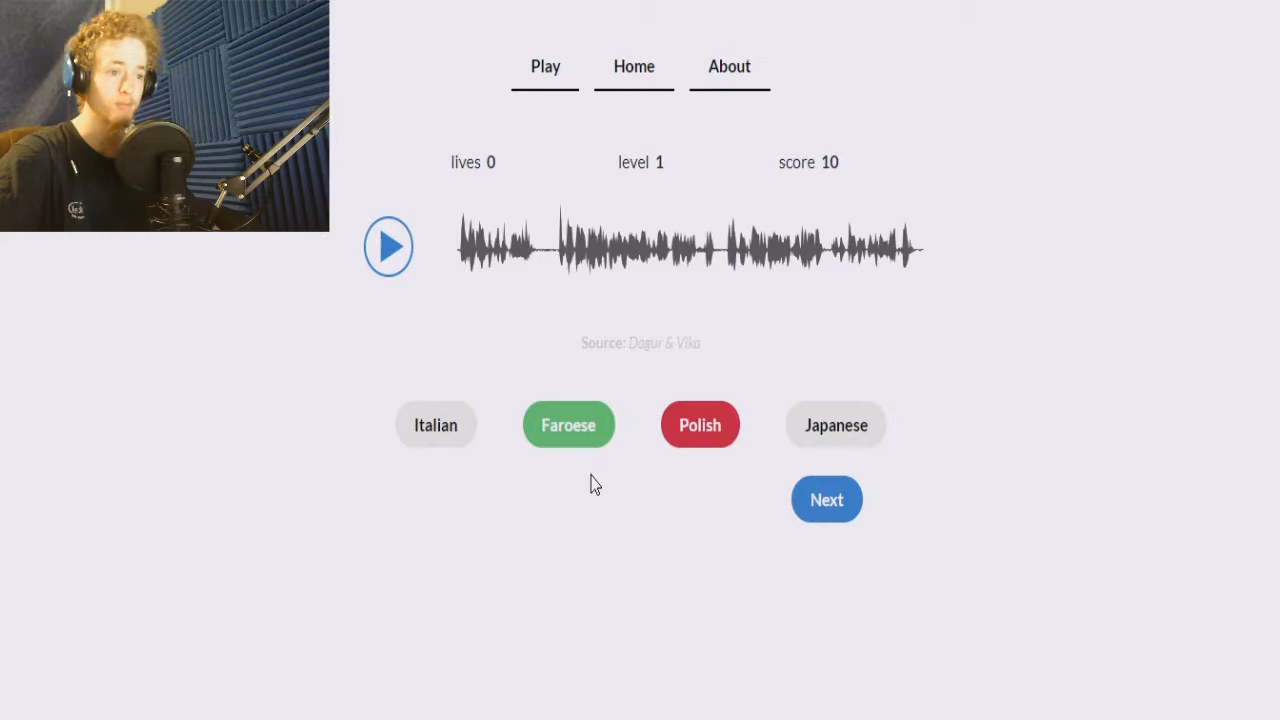 Play Home About
lives 0 level 1 score 10
Source: Dagur & Vika
Italian Faroese Polish Japanese
Next